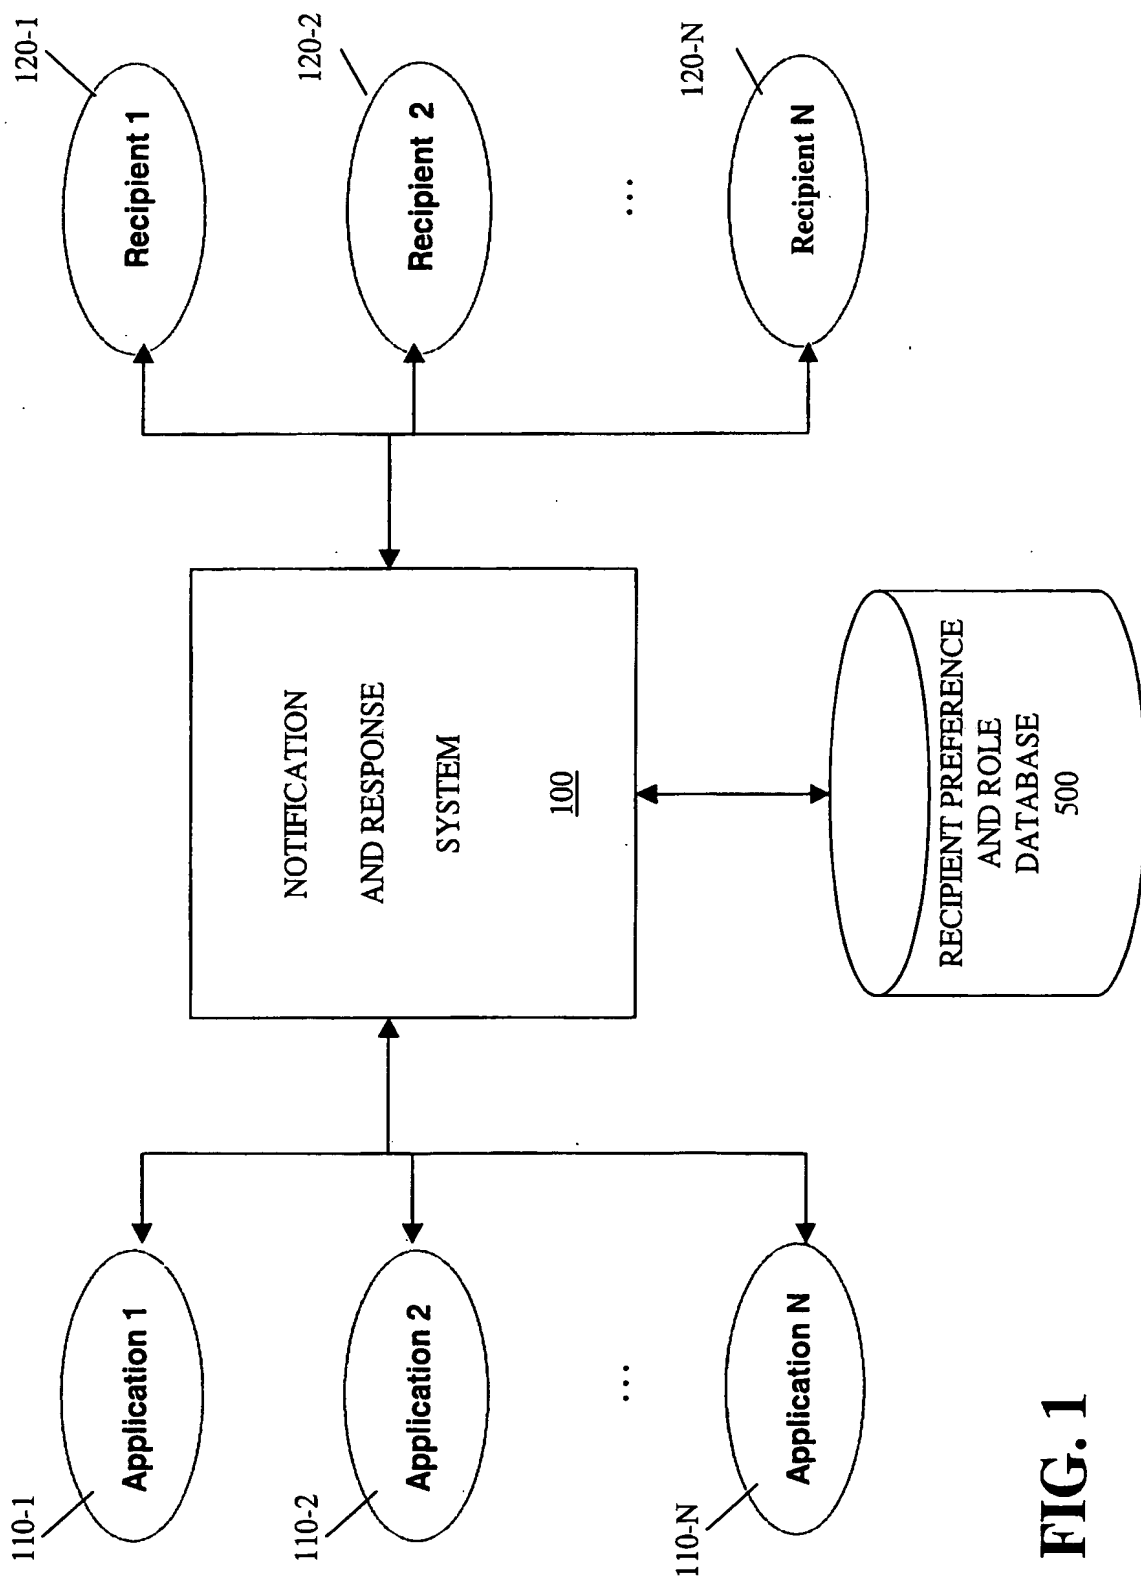 110-1
Application 1
110-2
Application 2
...
110-N
Application N
NOTIFICATION
AND RESPONSE
SYSTEM
100
RECIPIENT PREFERENCE
AND ROLE
DATABASE
500
120-1
Recipient 1
120-2
Recipient 2
...
120-N
Recipient N
FIG. 1